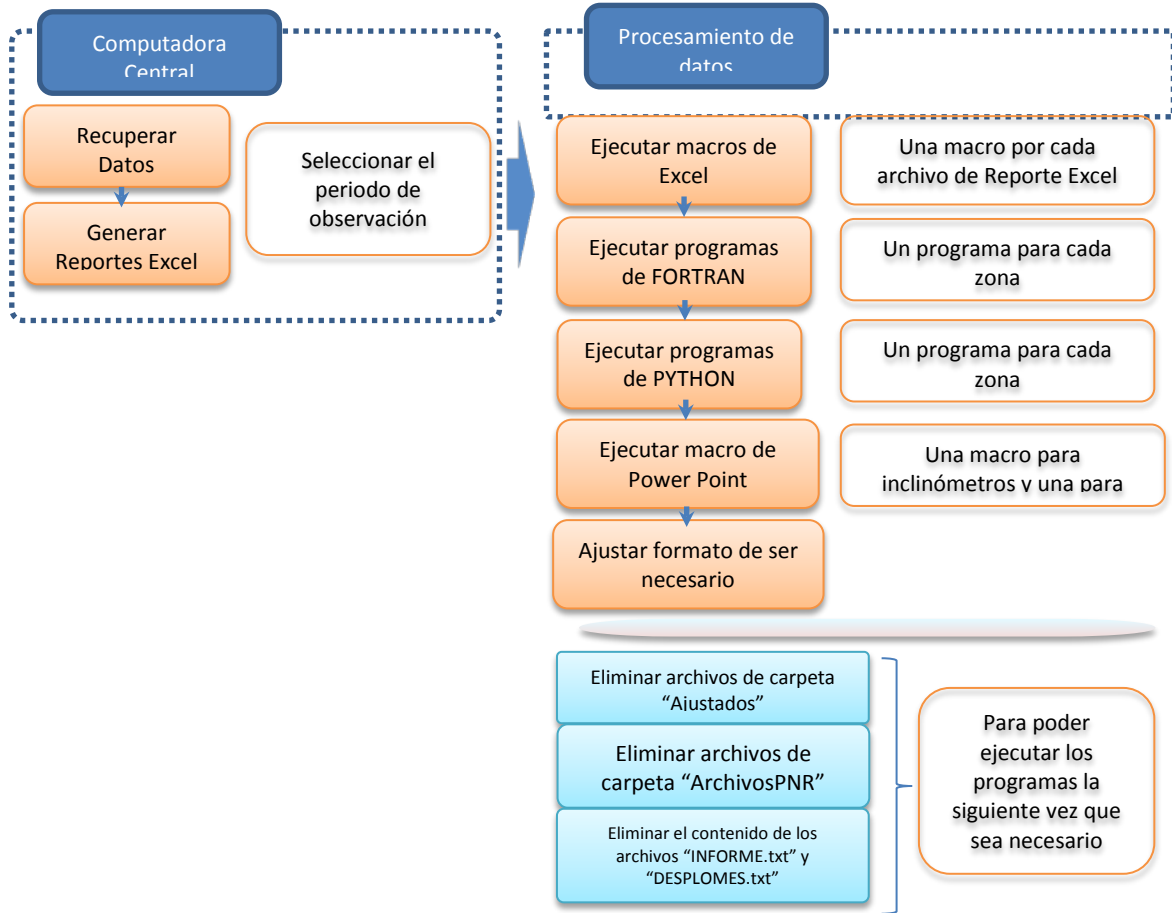 Computadora
Central
Recuperar
Datos
Generar
Reportes Excel
Seleccionar el
periodo de
observación
Procesamiento de
datos
Ejecutar macros de
Excel
Una macro por cada
archivo de Reporte Excel
Ejecutar programas
de FORTRAN
Un programa para cada
zona
Ejecutar programas
de PYTHON
Un programa para cada
zona
Ejecutar macro de
Power Point
Una macro para
inclinómetros y una para
Ajustar formato de ser
necesario
Eliminar archivos de carpeta
“Ajustados”
Eliminar archivos de
carpeta “ArchivosPNR”
Eliminar el contenido de los
archivos “INFORME.txt” y
“DESPLOMES.txt”
Para poder
ejecutar los
programas la
siguiente vez que
sea necesario